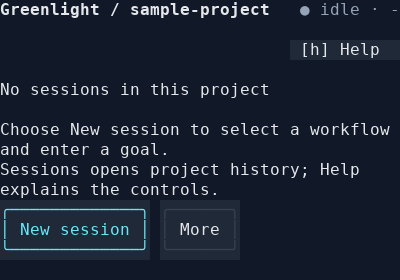 Greenlight / sample-project ● idle · -
[h] Help
No sessions in this project
Choose New session to select a workflow
and enter a goal.
Sessions opens project history; Help
explains the controls.
New session More